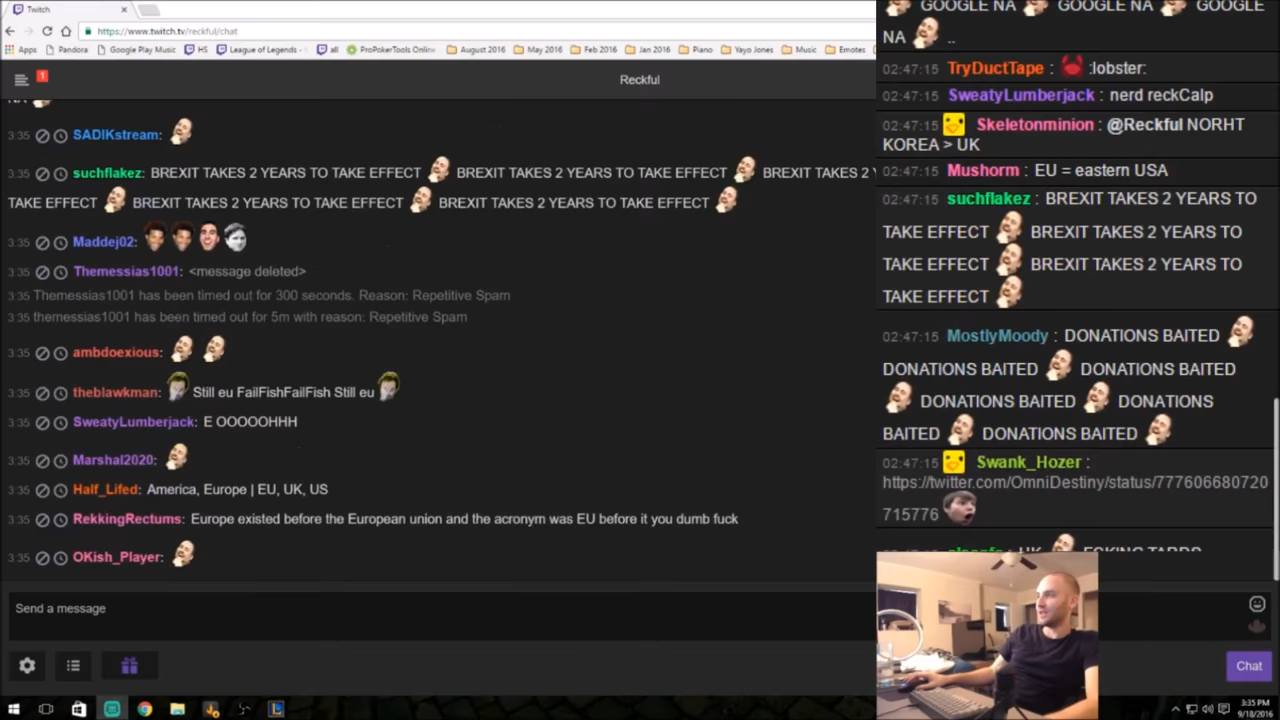 Twitch
https://www.twitch.tv/reckful/chat
Apps Pandora Google Play Music HS League of Legends - all ProPokerTools Online August 2016 May 2016 Feb 2016 Jan 2016 Piano Yayo Jones Music Emotes
1
Reckful
3:35 SADIKstream:
3:35 suchflakez: BREXIT TAKES 2 YEARS TO TAKE EFFECT BREXIT TAKES 2 YEARS TO TAKE EFFECT BREXIT TAKES 2
TAKE EFFECT BREXIT TAKES 2 YEARS TO TAKE EFFECT BREXIT TAKES 2 YEARS TO TAKE EFFECT
3:35 Maddej02:
3:35 Themessias1001: <message deleted>
3:35 Themessias1001 has been timed out for 300 seconds. Reason: Repetitive Spam
3:35 themessias1001 has been timed out for 5m with reason: Repetitive Spam
3:35 ambdoexious:
3:35 theblawkman: Still eu FailFishFailFish Still eu
3:35 SweatyLumberjack: E OOOOOHHH
3:35 Marshal2020:
3:35 Half_Lifed: America, Europe | EU, UK, US
3:35 RekkingRectums: Europe existed before the European union and the acronym was EU before it you dumb fuck
3:35 OKish_Player:
Send a message
Chat
GOOGLE NA GOOGLE NA GOOGLE
NA ..
02:47:15 TryDuctTape : :lobster:
02:47:15 SweatyLumberjack : nerd reckCalp
02:47:15 Skeletonminion : @Reckful NORHT
KOREA > UK
02:47:15 Mushorm : EU = eastern USA
02:47:15 suchflakez : BREXIT TAKES 2 YEARS TO
TAKE EFFECT BREXIT TAKES 2 YEARS TO
TAKE EFFECT BREXIT TAKES 2 YEARS TO
TAKE EFFECT
02:47:15 MostlyMoody : DONATIONS BAITED
DONATIONS BAITED DONATIONS BAITED
DONATIONS BAITED DONATIONS
BAITED DONATIONS BAITED
02:47:15 Swank_Hozer :
https://twitter.com/OmniDestiny/status/777606680720
715776
3:35 PM
9/18/2016